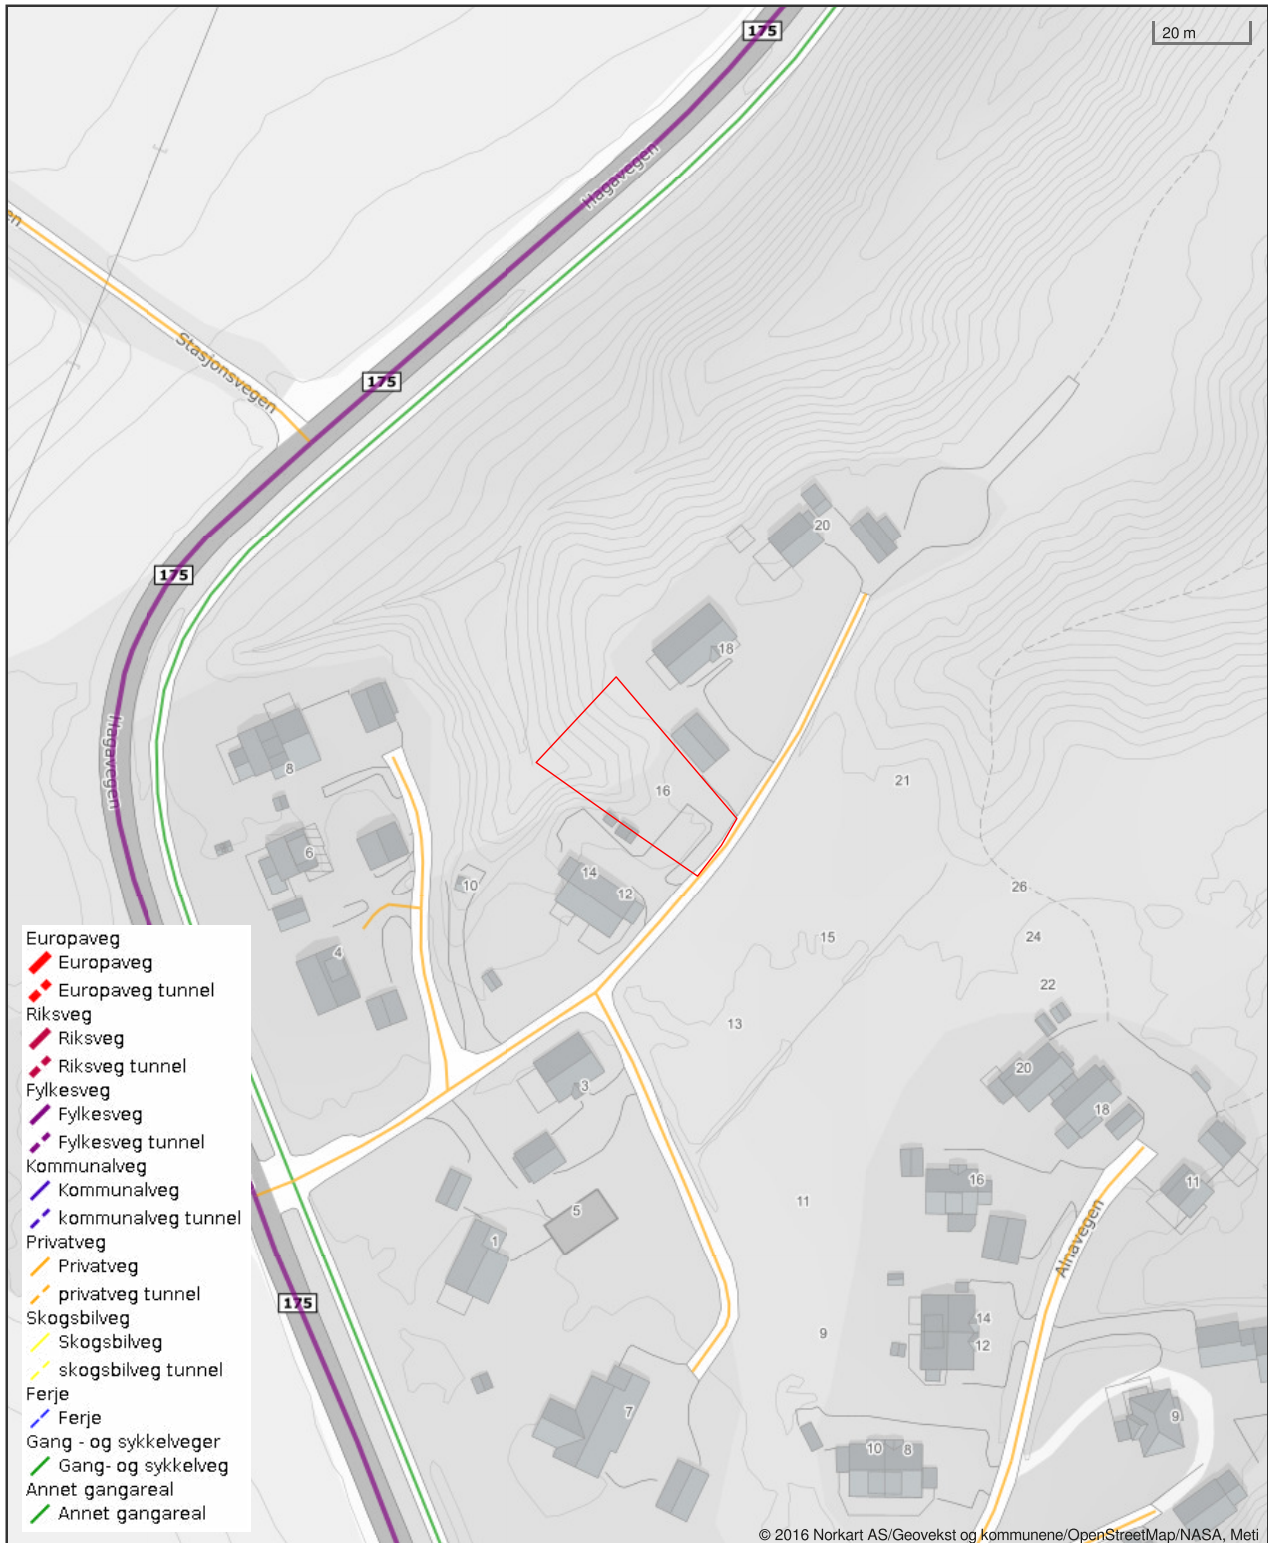 175
20 m
Hagavegen
en
Stasjonsvegen
175
20
175
18
Hagavegen
8
16
21
6
14
10
12
26
4
15
24
22
13
3
20
18
16
11
11
5
1
Alnavegen
175
14
9
12
7
9
10
8
Europaveg
Europaveg
Europaveg tunnel
Riksveg
Riksveg
Riksveg tunnel
Fylkesveg
Fylkesveg
Fylkesveg tunnel
Kommunalveg
Kommunalveg
kommunalveg tunnel
Privatveg
Privatveg
privatveg tunnel
Skogsbilveg
Skogsbilveg
skogsbilveg tunnel
Ferje
Ferje
Gang - og sykkelveger
Gang- og sykkelveg
Annet gangareal
Annet gangareal
© 2016 Norkart AS/Geovekst og kommunene/OpenStreetMap/NASA, Meti